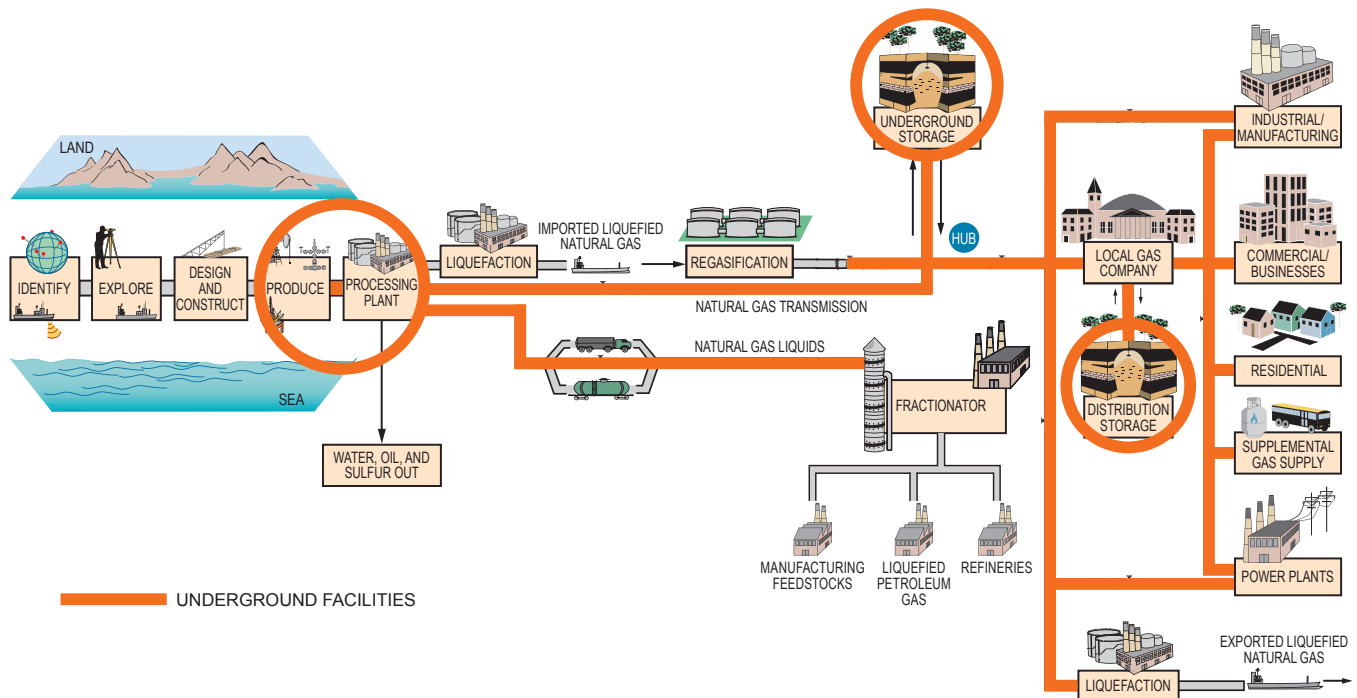 LAND
IDENTIFY
EXPLORE
DESIGN
AND
CONSTRUCT
PRODUCE
PROCESSING
PLANT
SEA
WATER, OIL, AND
SULFUR OUT
LIQUEFACTION
IMPORTED LIQUEFIED
NATURAL GAS
REGASIFICATION
NATURAL GAS TRANSMISSION
NATURAL GAS LIQUIDS
UNDERGROUND
STORAGE
HUB
FRACTIONATOR
MANUFACTURING
FEEDSTOCKS
LIQUEFIED
PETROLEUM
GAS
REFINERIES
LOCAL GAS
COMPANY
DISTRIBUTION
STORAGE
INDUSTRIAL/
MANUFACTURING
COMMERCIAL/
BUSINESSES
RESIDENTIAL
SUPPLEMENTAL
GAS SUPPLY
POWER PLANTS
LIQUEFACTION
EXPORTED LIQUEFIED
NATURAL GAS
UNDERGROUND FACILITIES